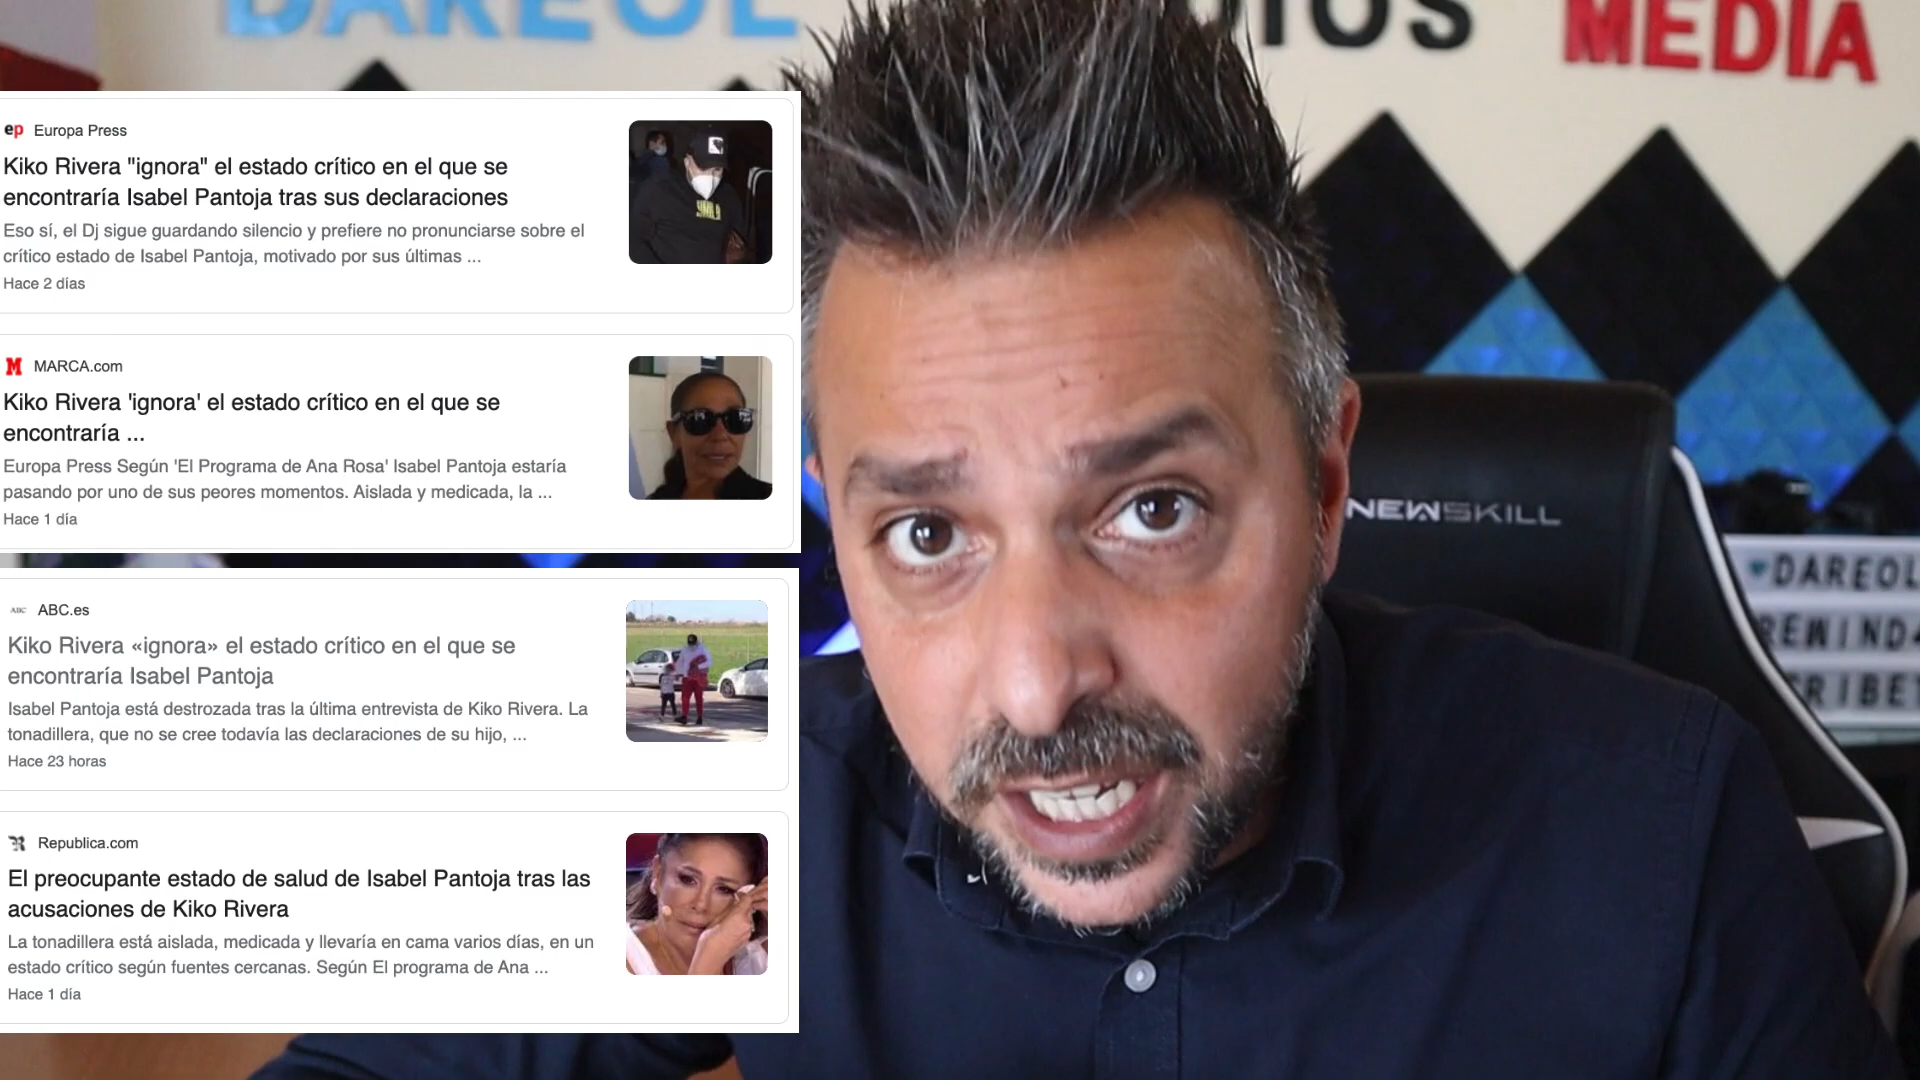 DAREOL
IOS
MEDIA
ep Europa Press
Kiko Rivera "ignora" el estado crítico en el que se
encontraría Isabel Pantoja tras sus declaraciones
Eso sí, el Dj sigue guardando silencio y prefiere no pronunciarse sobre el
crítico estado de Isabel Pantoja, motivado por sus últimas ...
Hace 2 días
M MARCA.com
Kiko Rivera 'ignora' el estado crítico en el que se
encontraría ...
Europa Press Según 'El Programa de Ana Rosa' Isabel Pantoja estaría
pasando por uno de sus peores momentos. Aislada y medicada, la ...
Hace 1 día
ABC ABC.es
Kiko Rivera «ignora» el estado crítico en el que se
encontraría Isabel Pantoja
Isabel Pantoja está destrozada tras la última entrevista de Kiko Rivera. La
tonadillera, que no se cree todavía las declaraciones de su hijo, ...
Hace 23 horas
Republica.com
El preocupante estado de salud de Isabel Pantoja tras las
acusaciones de Kiko Rivera
La tonadillera está aislada, medicada y llevaría en cama varios días, en un
estado crítico según fuentes cercanas. Según El programa de Ana ...
Hace 1 día
NEWSKILL
DAREOL
REWIND
RIBE